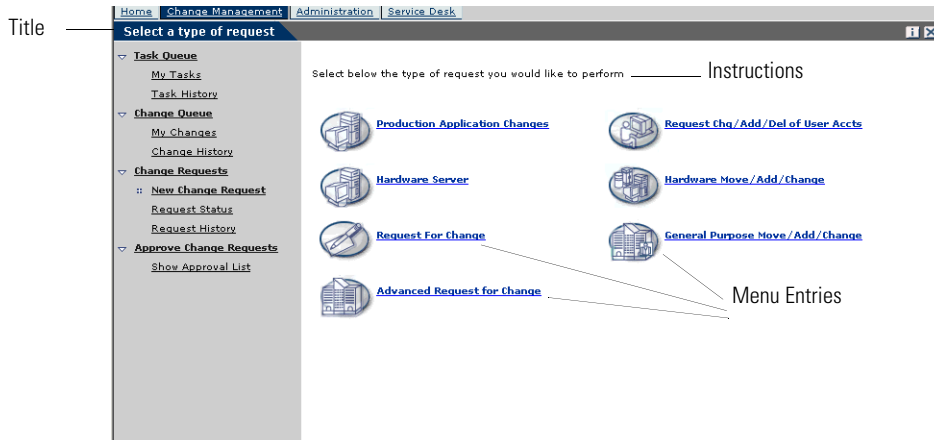 Home Change Management Administration Service Desk
Title
Select a type of request
Task Queue
My Tasks
Task History
Change Queue
My Changes
Change History
Change Requests
New Change Request
Request Status
Request History
Approve Change Requests
Show Approval List
Select below the type of request you would like to perform
Instructions
Production Application Changes
Request Chg/Add/Del of User Accts
Hardware Server
Hardware Move/Add/Change
Request For Change
General Purpose Move/Add/Change
Advanced Request for Change
Menu Entries